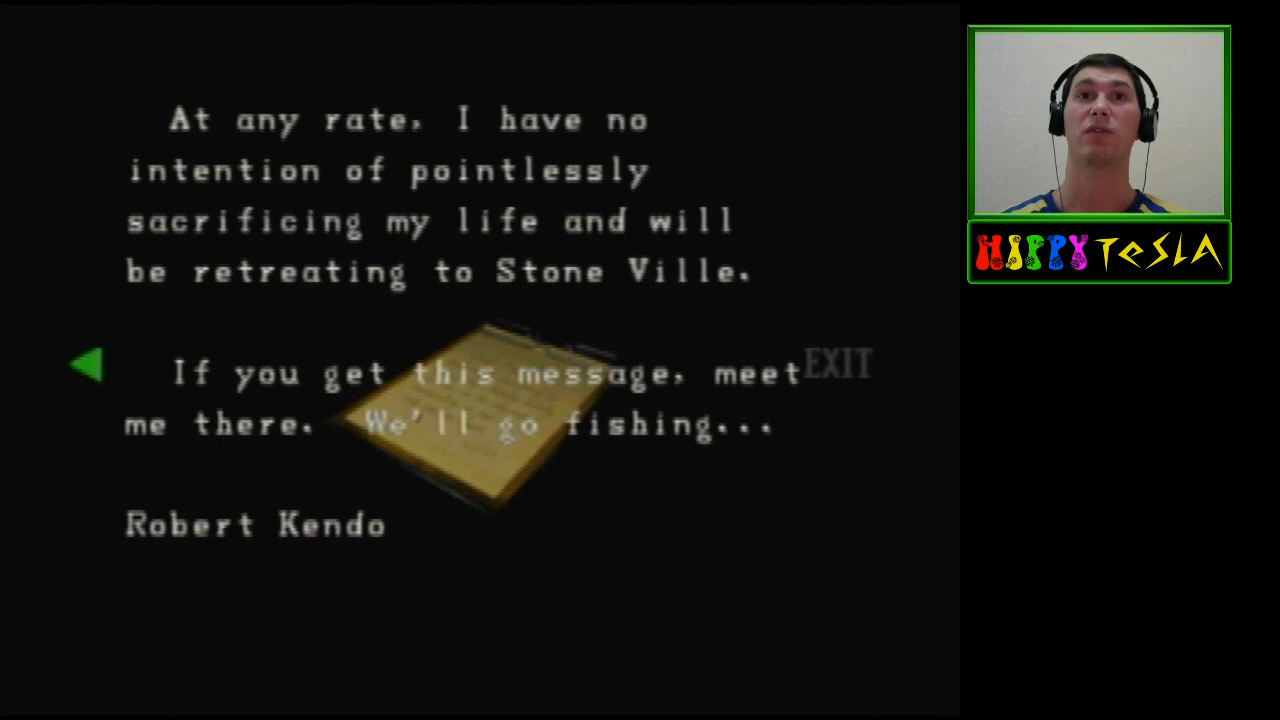 At any rate, I have no
intention of pointlessly
sacrificing my life and will
be retreating to Stone Ville.
If you get this message, meet
EXIT
me there. We'll go fishing...
Robert Kendo
HIPPY TeSLA